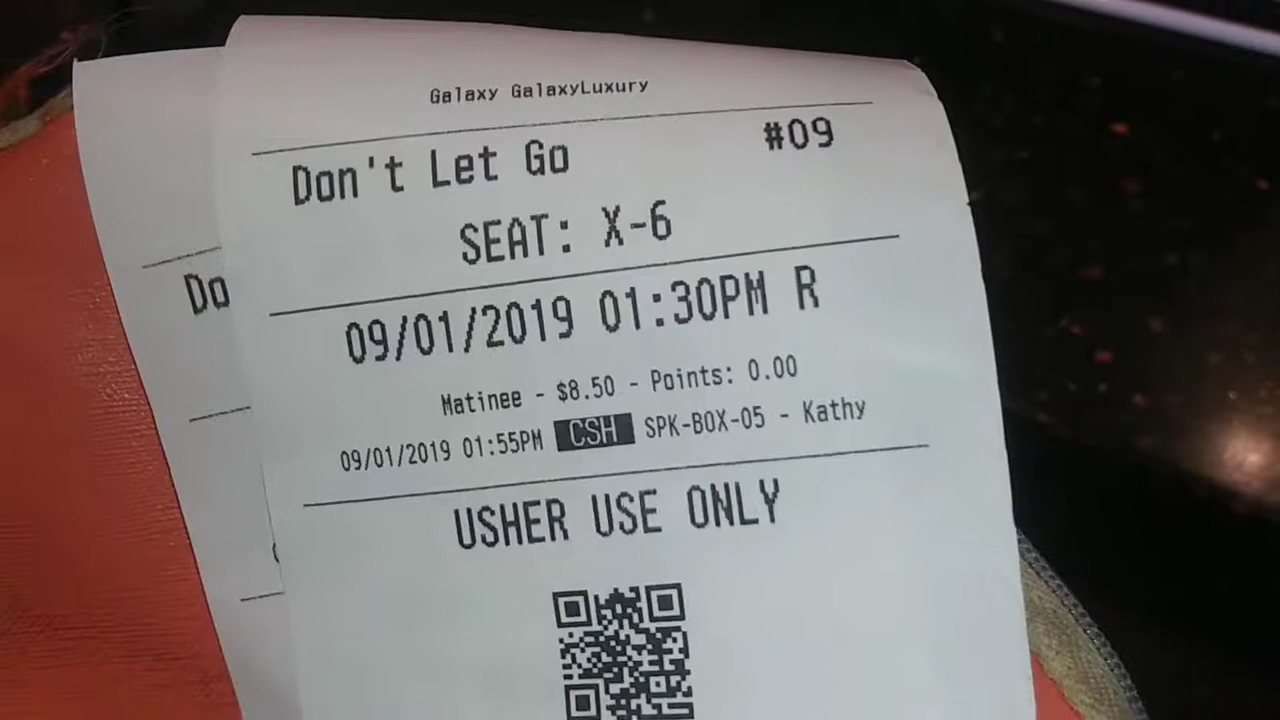 Galaxy GalaxyLuxury
Don't Let Go #09
SEAT: X-6
09/01/2019 01:30PM R
Matinee - $8.50 - Points: 0.00
09/01/2019 01:55PM CSH SPK-BOX-05 - Kathy
USHER USE ONLY
Do